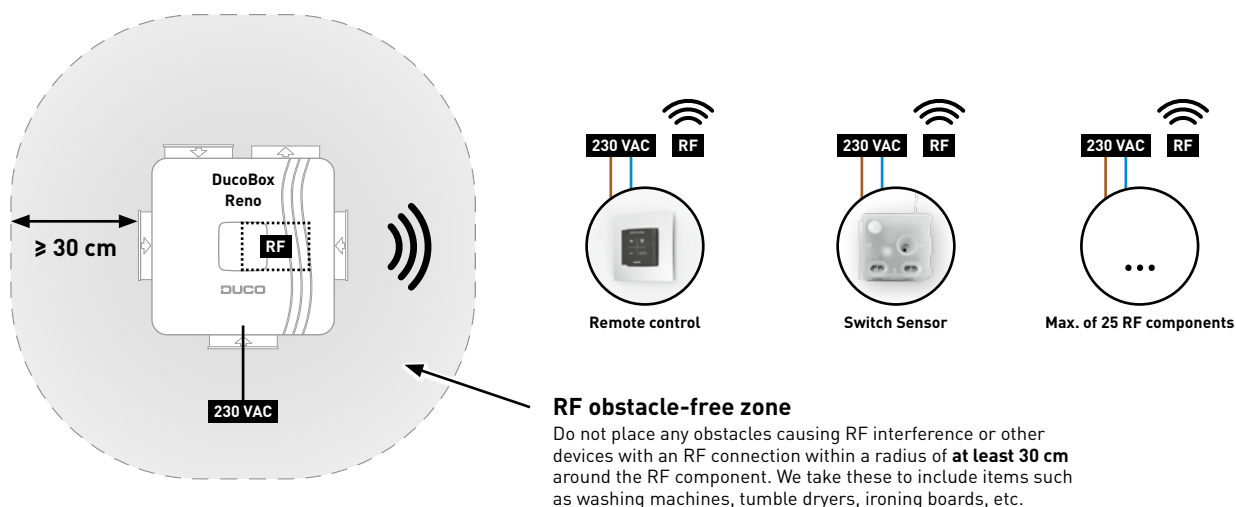 DucoBox
Reno
RF
≥ 30 cm
DUCO
230 VAC
230 VAC RF
Remote control
230 VAC RF
Switch Sensor
230 VAC RF
...
Max. of 25 RF components
RF obstacle-free zone
Do not place any obstacles causing RF interference or other
devices with an RF connection within a radius of at least 30 cm
around the RF component. We take these to include items such
as washing machines, tumble dryers, ironing boards, etc.